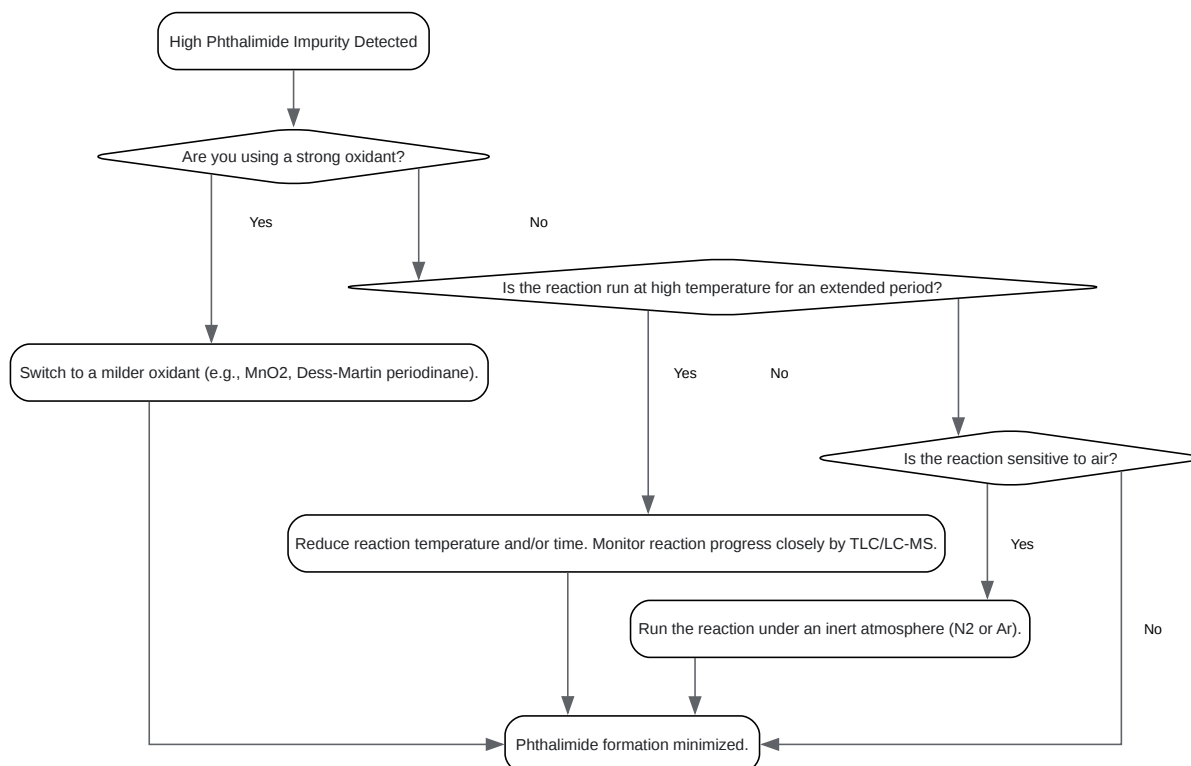 High Phthalimide Impurity Detected
Are you using a strong oxidant?
Yes
No
Is the reaction run at high temperature for an extended period?
Switch to a milder oxidant (e.g., MnO2, Dess-Martin periodinane).
Yes
No
Is the reaction sensitive to air?
Reduce reaction temperature and/or time. Monitor reaction progress closely by TLC/LC-MS.
Yes
Run the reaction under an inert atmosphere (N2 or Ar).
No
Phthalimide formation minimized.